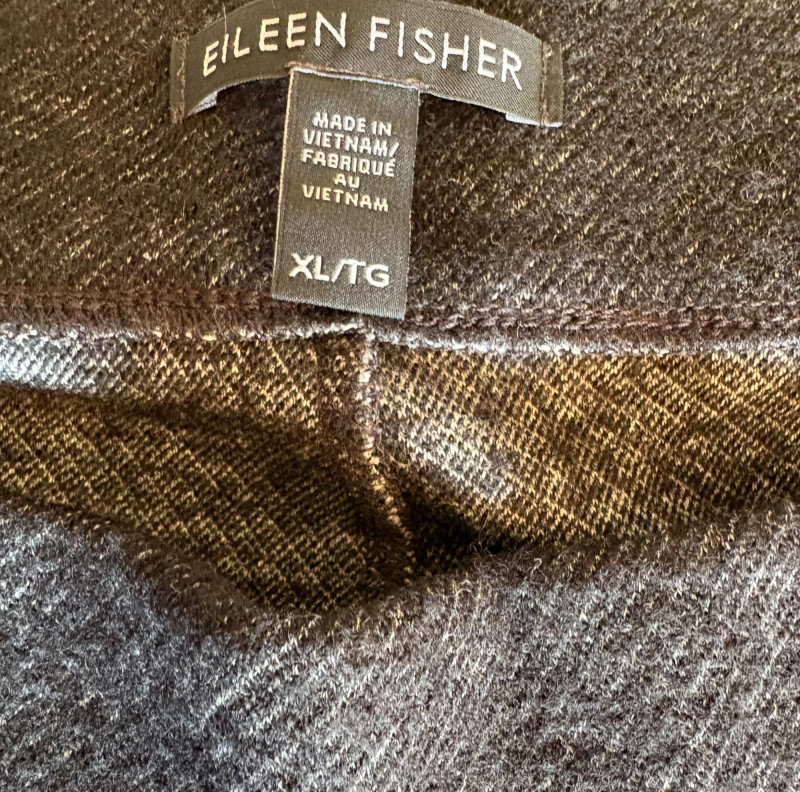 EILEEN FISHER
MADE IN
VIETNAM/
FABRIQUÉ
AU
VIETNAM
XL/TG